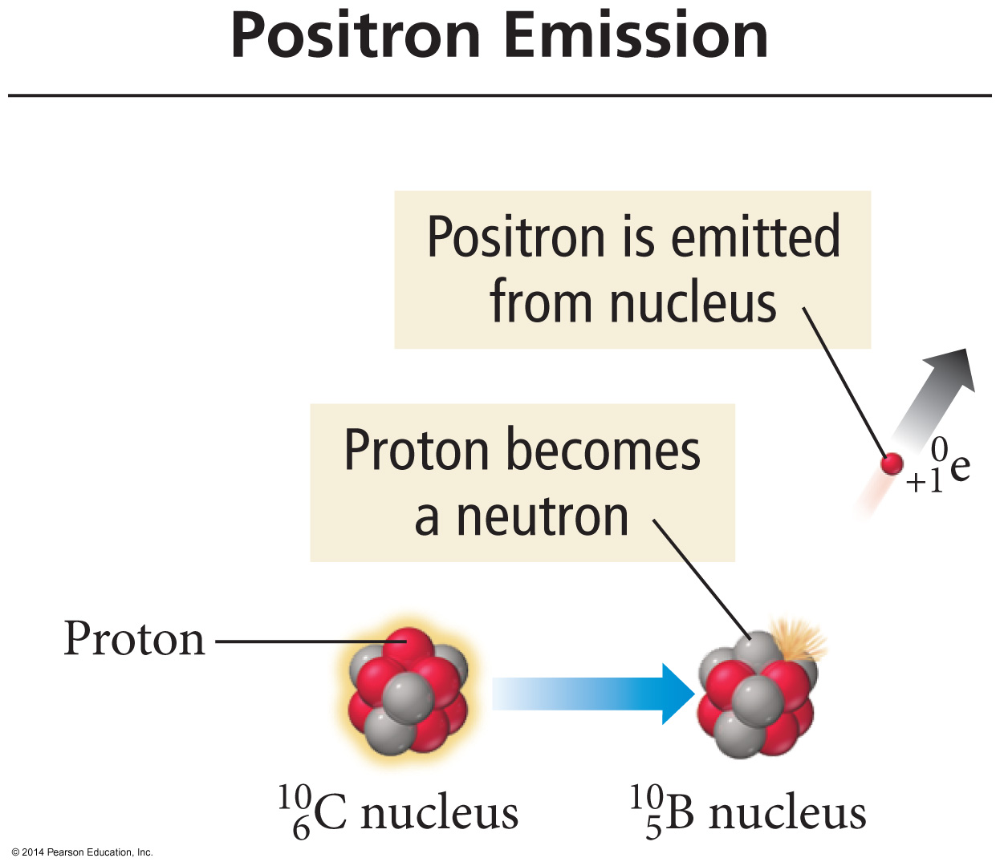 Positron Emission
Positron is emitted
from nucleus
0
+1e
Proton becomes
a neutron
Proton
10
6C nucleus
10
5B nucleus
© 2014 Pearson Education, Inc.